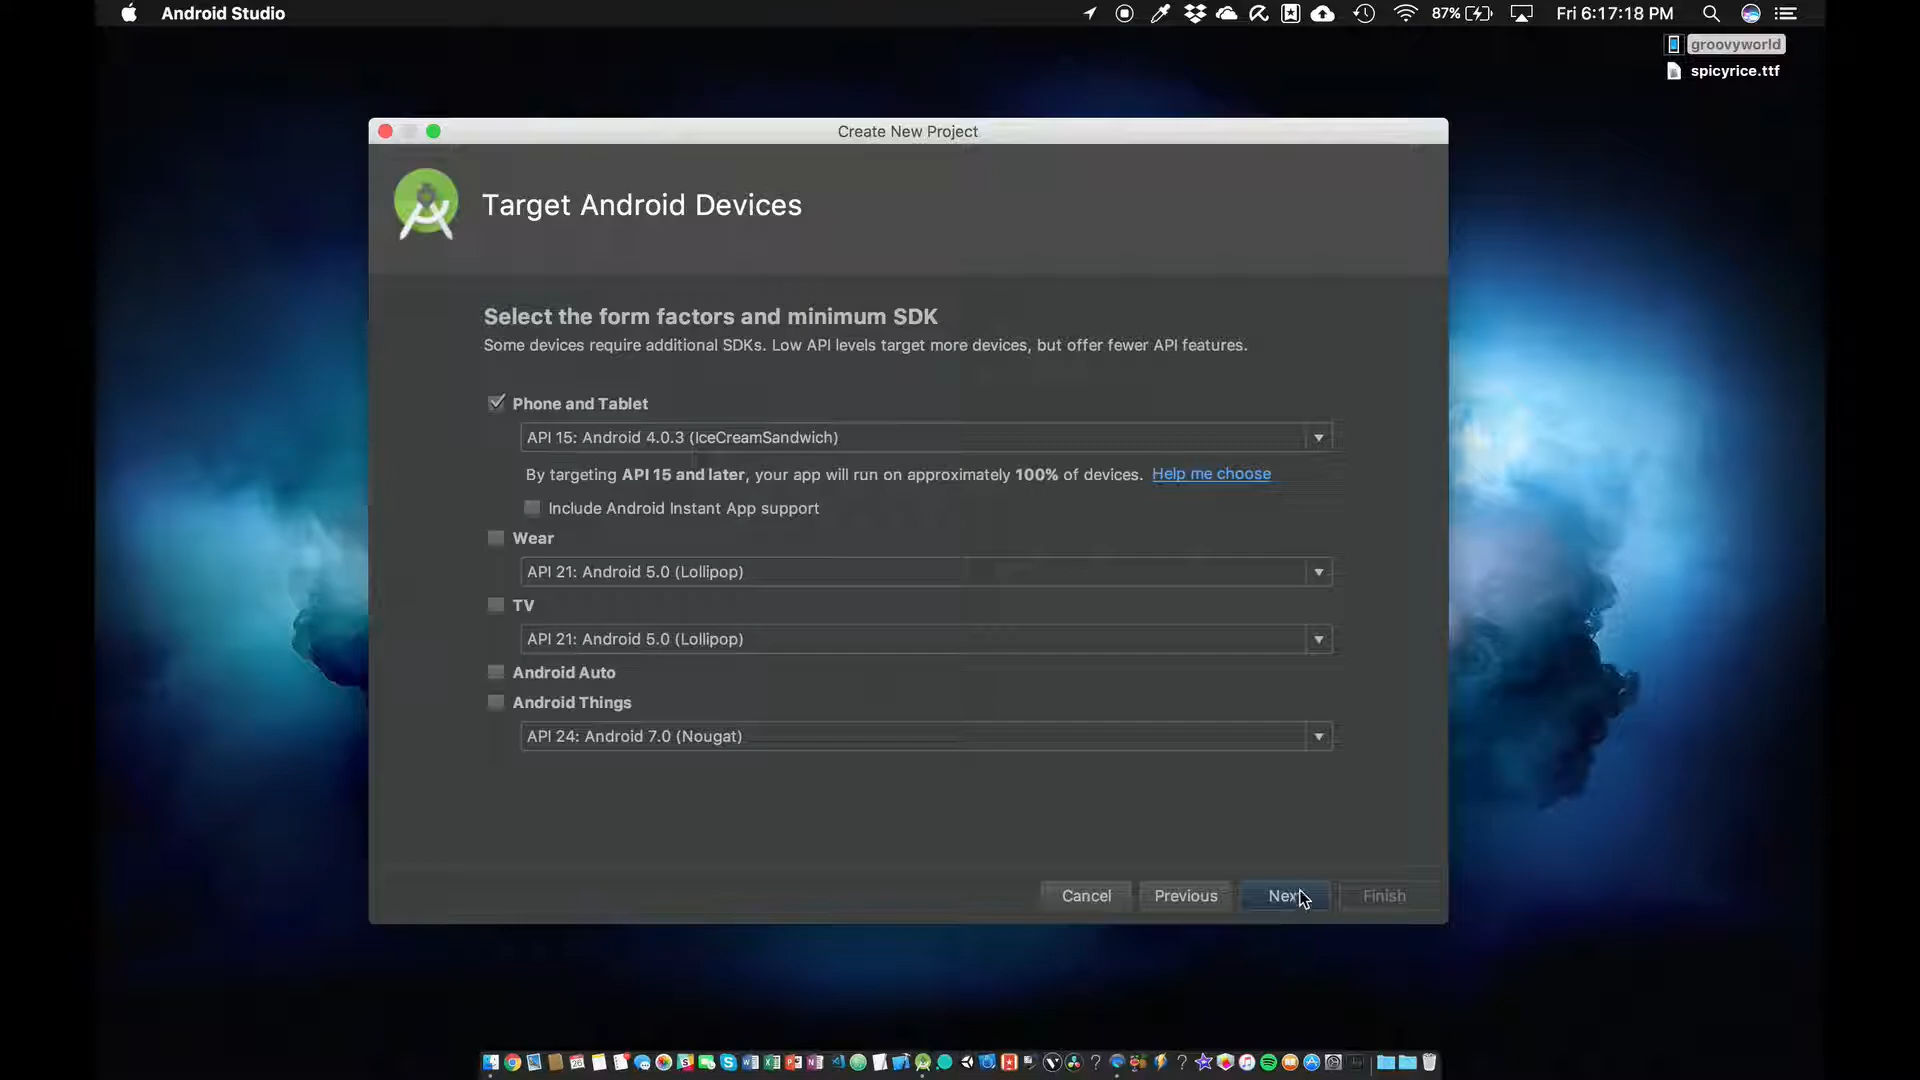 Android Studio
87%
Fri 6:17:18 PM
groovyworld
spicyrice.ttf
Create New Project
Target Android Devices
Select the form factors and minimum SDK
Some devices require additional SDKs. Low API levels target more devices, but offer fewer API features.
Phone and Tablet
API 15: Android 4.0.3 (IceCreamSandwich)
By targeting API 15 and later, your app will run on approximately 100% of devices. Help me choose
Include Android Instant App support
Wear
API 21: Android 5.0 (Lollipop)
TV
API 21: Android 5.0 (Lollipop)
Android Auto
Android Things
API 24: Android 7.0 (Nougat)
Cancel
Previous
Next
Finish